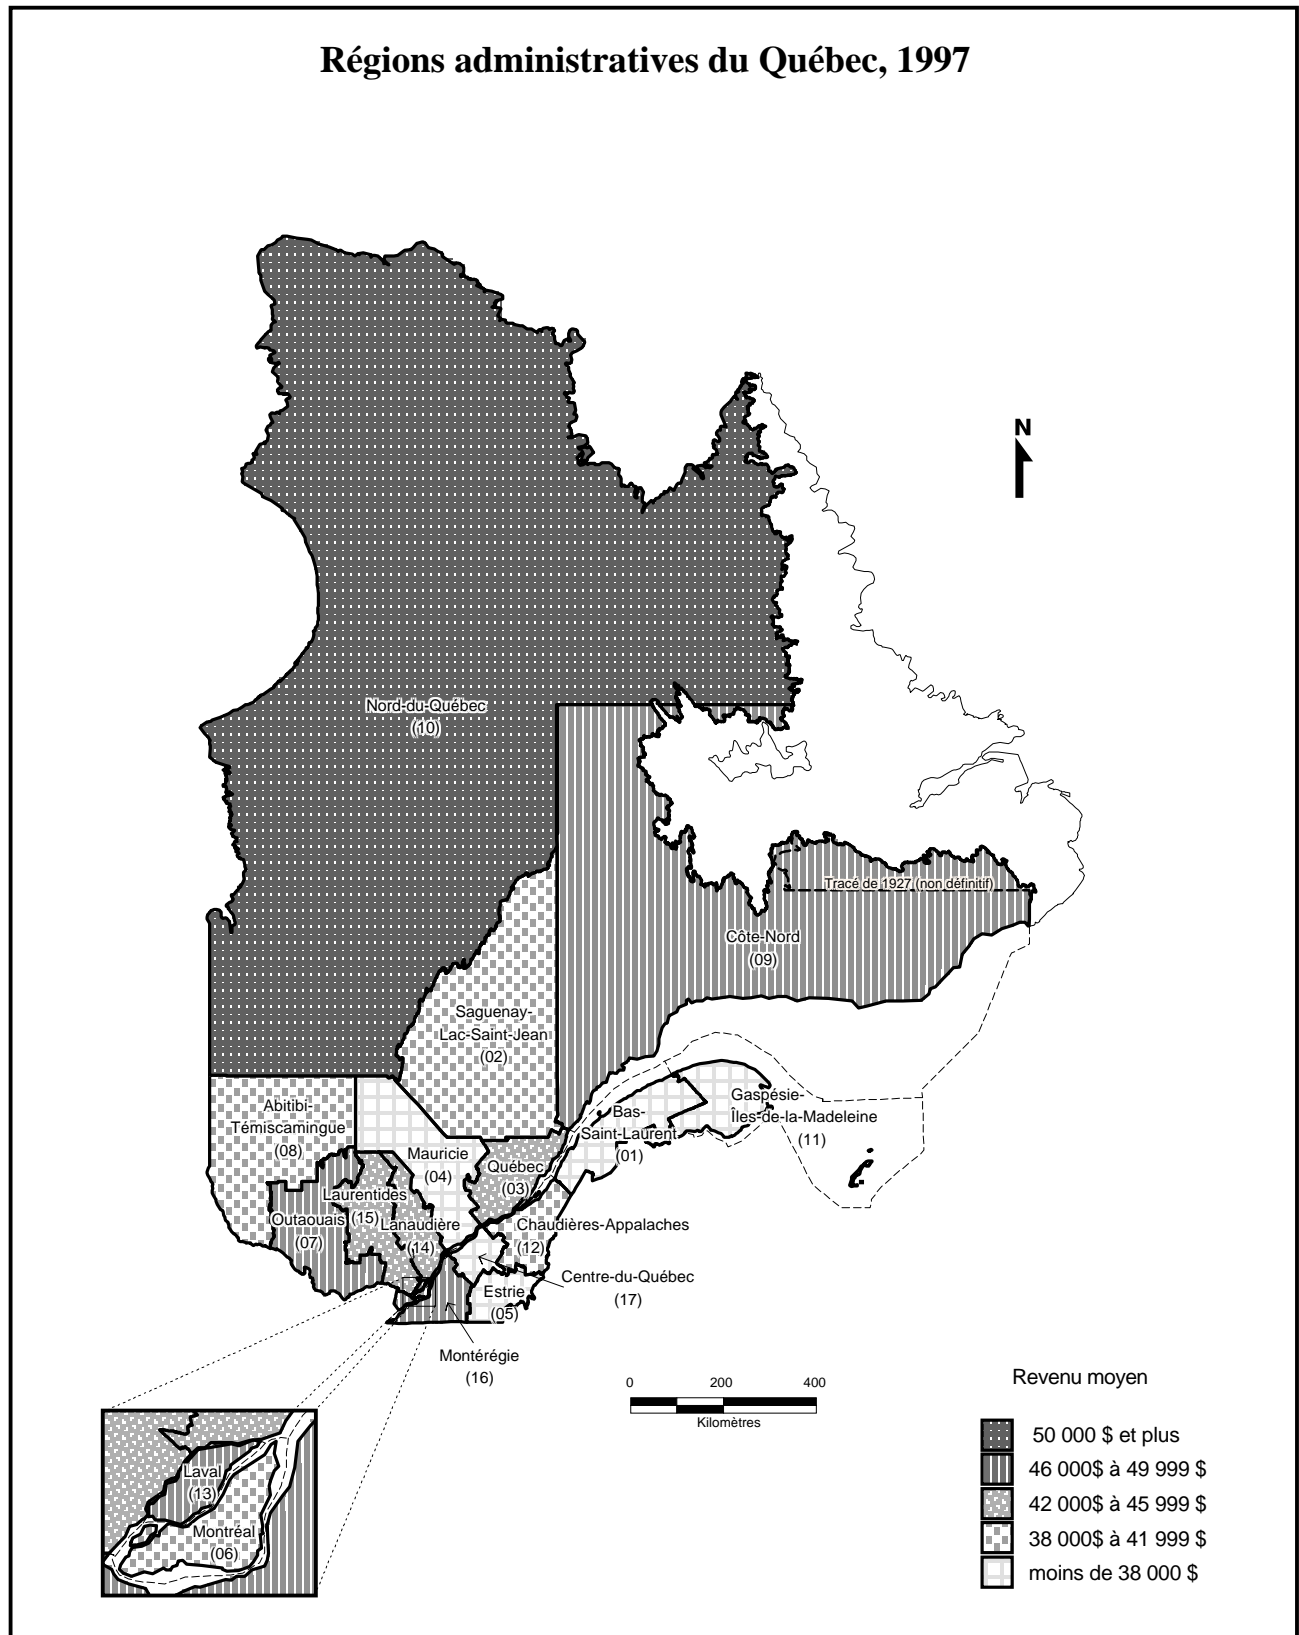 Régions administratives du Québec, 1997
N
Nord-du-Québec
(10)
Tracé de 1927 (non définitif)
Côte-Nord
(09)
Saguenay-
Lac-Saint-Jean
(02)
Abitibi-
Témiscamingue
(08)
Mauricie
(04)
Québec
(03)
Bas-
Saint-Laurent
(01)
Gaspésie-
Îles-de-la-Madeleine
(11)
Laurentides
(15)
Outaouais
(07)
Lanaudière
(14)
Chaudières-Appalaches
(12)
Centre-du-Québec
(17)
Estrie
(05)
Montérégie
(16)
0 200 400
Kilomètres
Laval
(13)
Montréal
(06)
Revenu moyen
50 000 $ et plus
46 000$ à 49 999 $
42 000$ à 45 999 $
38 000$ à 41 999 $
moins de 38 000 $